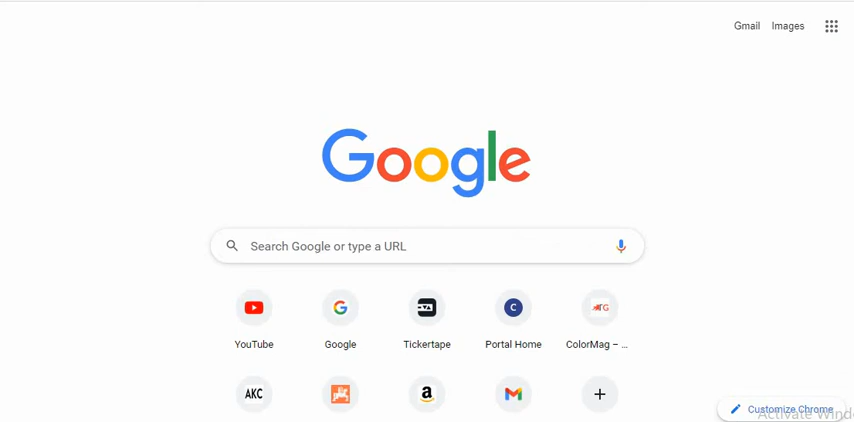 Gmail Images
Google
Search Google or type a URL
YouTube Google Tickertape Portal Home ColorMag – ...
C ATG
AKC a
Customize Chrome
Activate Wind